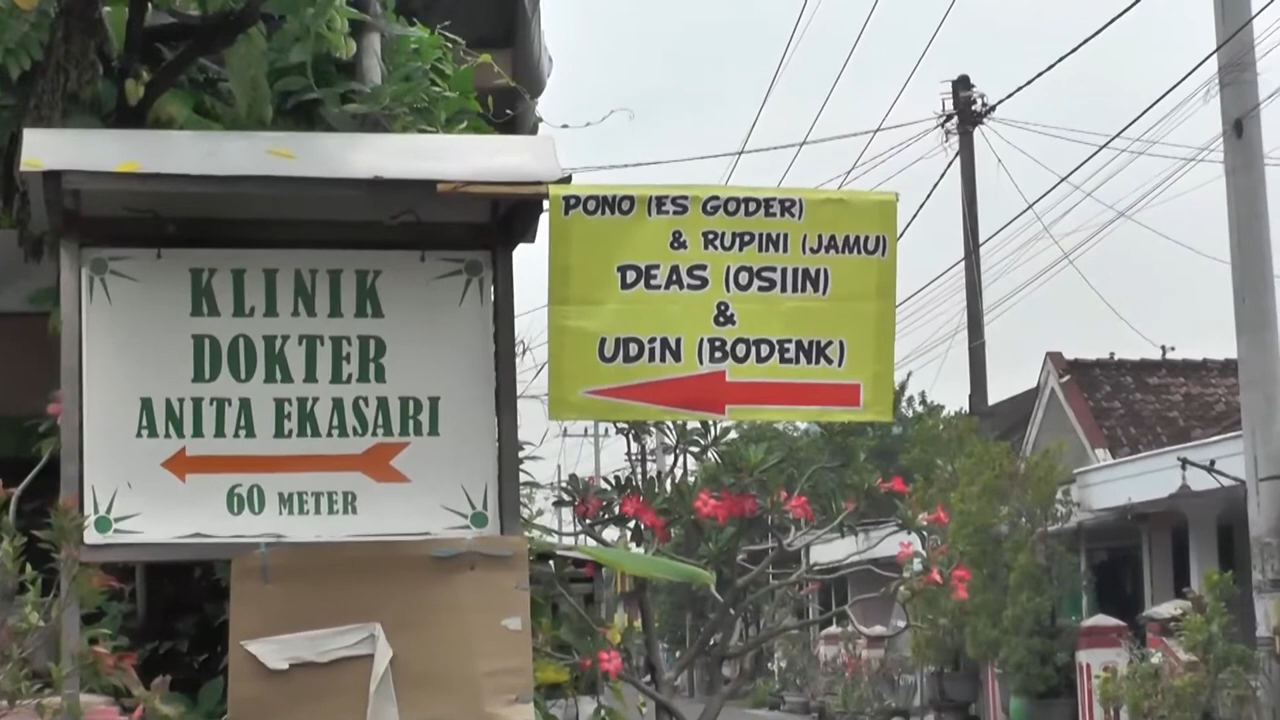 KLINIK
DOKTER
ANITA EKASARI
60 METER
PONO (ES GODER)
& RUPINI (JAMU)
DEAS (OSIIN)
&
UDiN (BODENK)